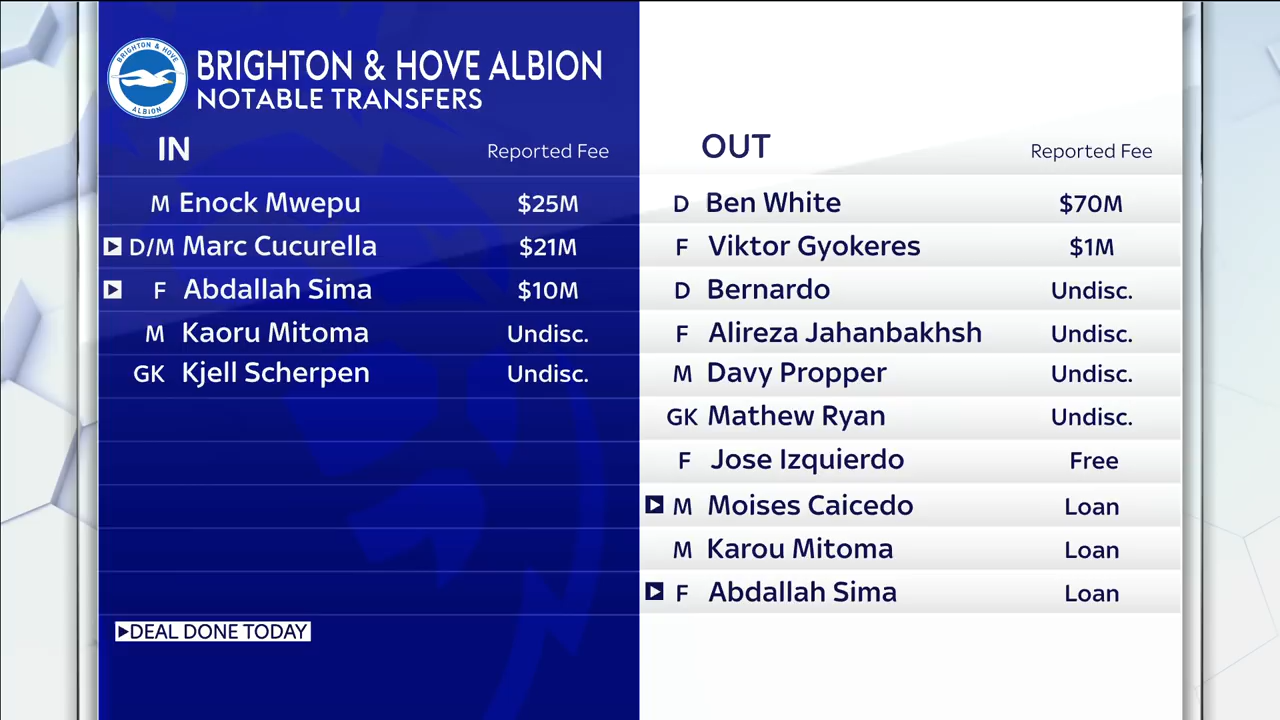 BRIGHTON & HOVE
ALBION
BRIGHTON & HOVE ALBION
NOTABLE TRANSFERS
IN Reported Fee
M Enock Mwepu $25M
D/M Marc Cucurella $21M
F Abdallah Sima $10M
M Kaoru Mitoma Undisc.
GK Kjell Scherpen Undisc.
DEAL DONE TODAY
OUT Reported Fee
D Ben White $70M
F Viktor Gyokeres $1M
D Bernardo Undisc.
F Alireza Jahanbakhsh Undisc.
M Davy Propper Undisc.
GK Mathew Ryan Undisc.
F Jose Izquierdo Free
M Moises Caicedo Loan
M Karou Mitoma Loan
F Abdallah Sima Loan